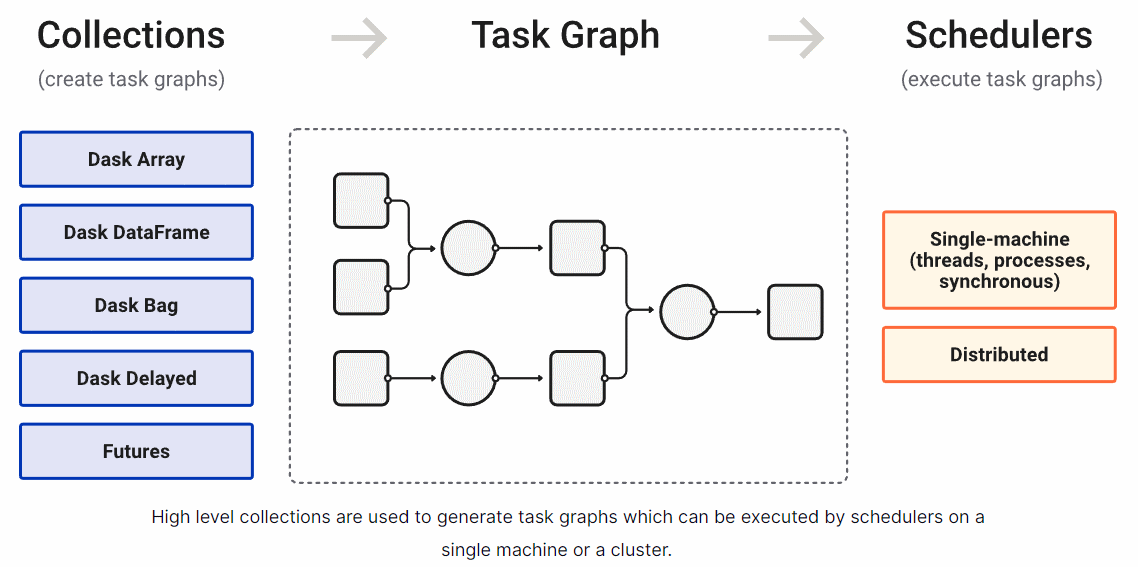 Collections
(create task graphs)
Dask Array
Dask DataFrame
Dask Bag
Dask Delayed
Futures
Task Graph
Schedulers
(execute task graphs)
Single-machine
(threads, processes,
synchronous)
Distributed
High level collections are used to generate task graphs which can be executed by schedulers on a
single machine or a cluster.